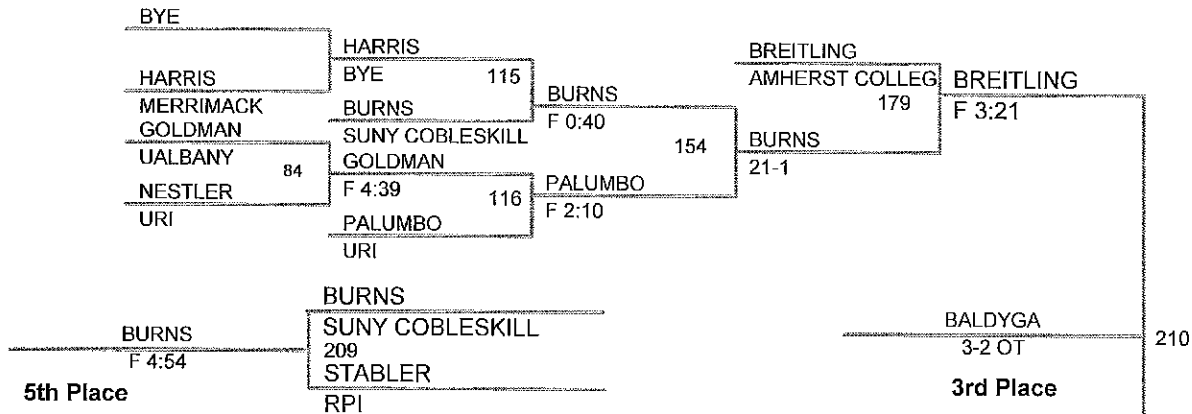 BYE
HARRIS
MERRIMACK
GOLDMAN
UALBANY
84
NESTLER
URI
HARRIS
BYE
115
BURNS
SUNY COBLESKILL
GOLDMAN
F 4:39
116
PALUMBO
URI
BURNS
F 0:40
154
PALUMBO
F 2:10
BREITLING
AMHERST COLLEG
179
BURNS
21-1
BREITLING
F 3:21
BURNS
F 4:54
5th Place
BURNS
SUNY COBLESKILL
209
STABLER
RPI
BALDYGA
3-2 OT
3rd Place
210